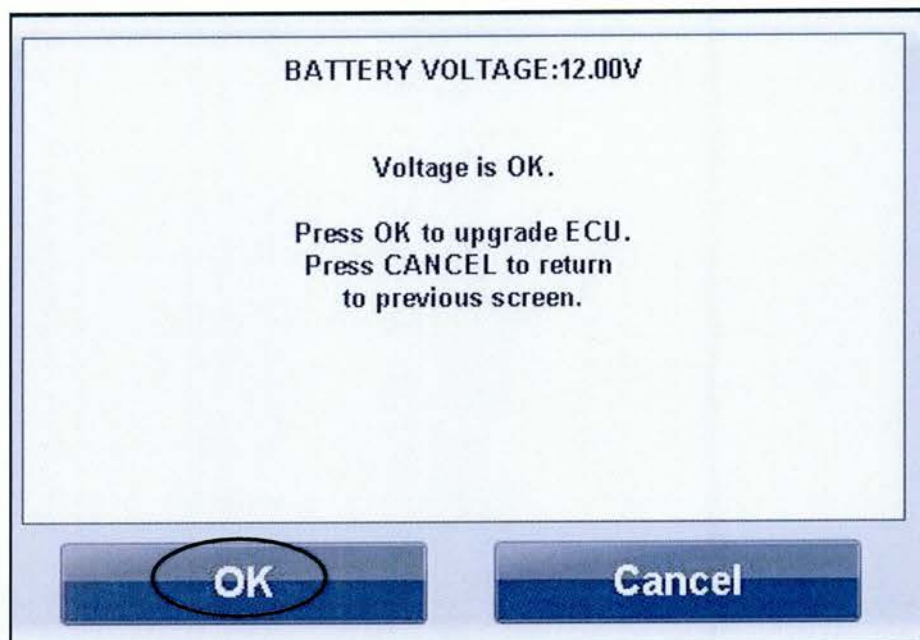 BATTERY VOLTAGE:12.00V
Voltage is OK.
Press OK to upgrade ECU.
Press CANCEL to return
to previous screen.
OK
Cancel